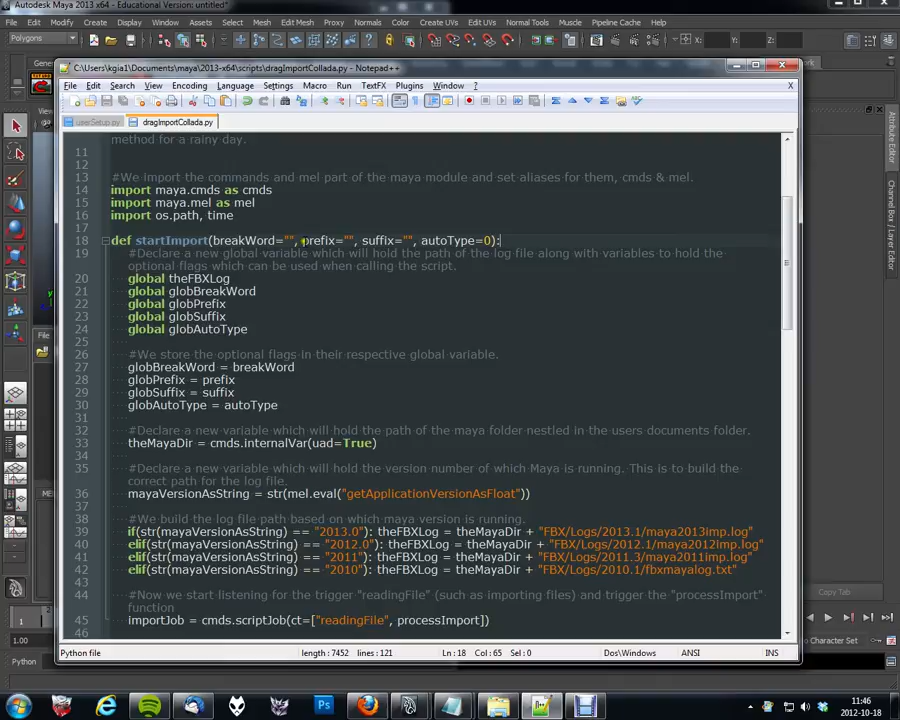 Autodesk Maya 2013 x64 - Educational Version: untitled*
File Edit Modify Create Display Window Assets Select Mesh Edit Mesh Proxy Normals Color Create UVs Edit UVs Normal Tools Muscle Pipeline Cache Help
Polygons
X:
Y:
Z:
C:\Users\kgia1\Documents\maya\2013-x64\scripts\dragImportCollada.py - Notepad++
File Edit Search View Encoding Language Settings Macro Run TextFX Plugins Window ?
X
userSetup.py
dragImportCollada.py
method for a rainy day.
11
12
13 #We import the commands and mel part of the maya module and set aliases for them, cmds & mel.
14 import maya.cmds as cmds
15 import maya.mel as mel
16 import os.path, time
17
18 def startImport(breakWord="", prefix="", suffix="", autoType=0):
19 #Declare a new global variable which will hold the path of the log file along with variables to hold the
optional flags which can be used when calling the script.
20 global theFBXLog
21 global globBreakWord
22 global globPrefix
23 global globSuffix
24 global globAutoType
25
26 #We store the optional flags in their respective global variable.
27 globBreakWord = breakWord
28 globPrefix = prefix
29 globSuffix = suffix
30 globAutoType = autoType
31
32 #Declare a new variable which will hold the path of the maya folder nestled in the users documents folder.
33 theMayaDir = cmds.internalVar(uad=True)
34
35 #Declare a new variable which will hold the version number of which Maya is running. This is to build the
correct path for the log file.
36 mayaVersionAsString = str(mel.eval("getApplicationVersionAsFloat"))
37
38 #We build the log file path based on which maya version is running.
39 if(str(mayaVersionAsString) == "2013.0"): theFBXLog = theMayaDir + "FBX/Logs/2013.1/maya2013imp.log"
40 elif(str(mayaVersionAsString) == "2012.0"): theFBXLog = theMayaDir + "FBX/Logs/2012.1/maya2012imp.log"
41 elif(str(mayaVersionAsString) == "2011"): theFBXLog = theMayaDir + "FBX/Logs/2011.3/maya2011imp.log"
42 elif(str(mayaVersionAsString) == "2010"): theFBXLog = theMayaDir + "FBX/Logs/2010.1/fbxmayalog.txt"
43
44 #Now we start listening for the trigger "readingFile" (such as importing files) and trigger the "processImport"
function
45 importJob = cmds.scriptJob(ct=["readingFile", processImport])
46
Python file
length : 7452 lines : 121
Ln : 18 Col : 65 Sel : 0
Dos\Windows
ANSI
INS
Attribute Editor
Channel Box / Layer Editor
File
Copy Tab
1
1.00
Character Set
Python
11:46
2012-10-18